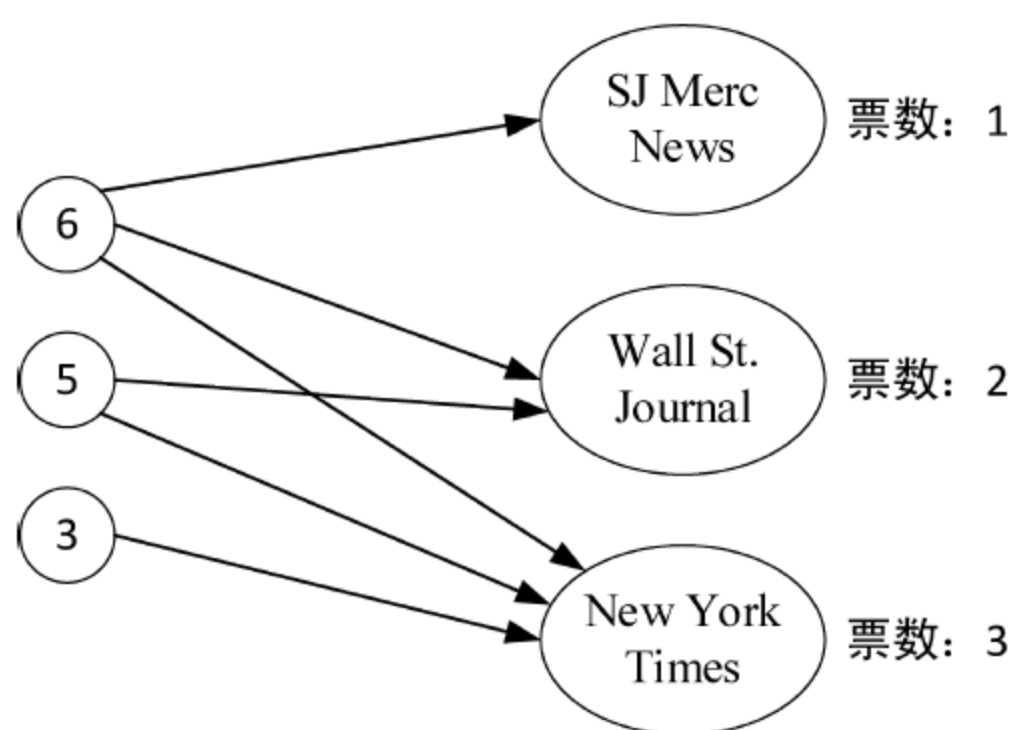 SJ Merc
News
票数：1
6
Wall St.
Journal
票数：2
5
3
New York
Times
票数：3